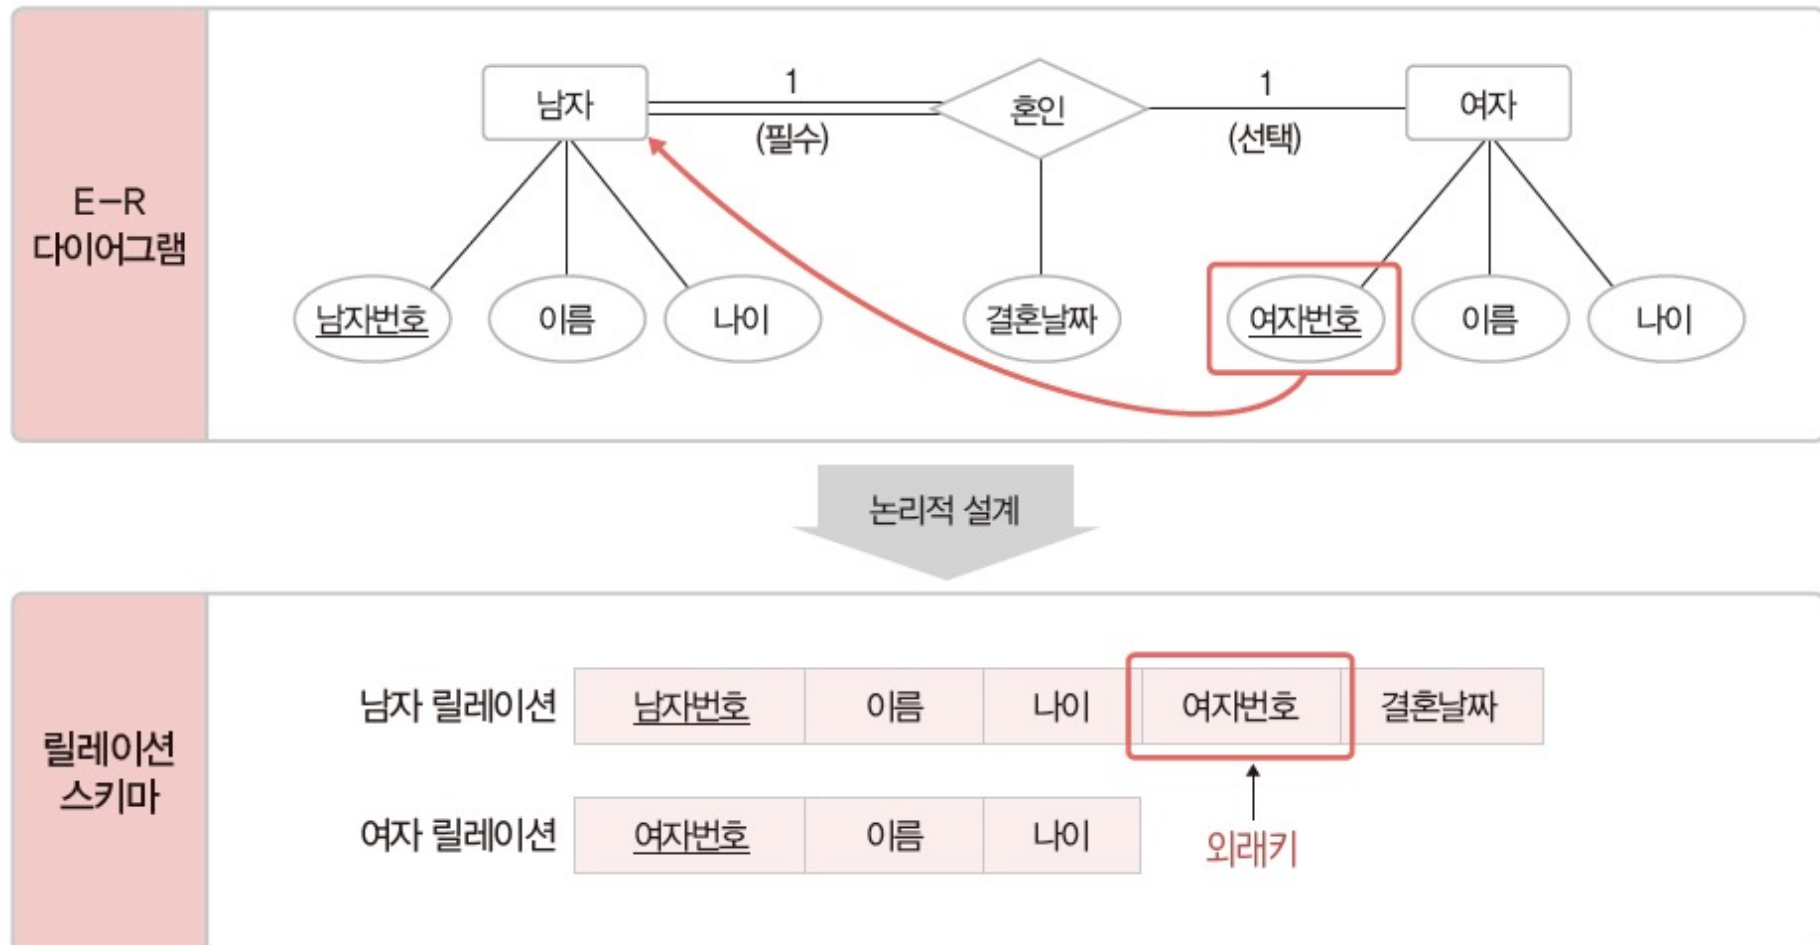 E-R
다이어그램
남자
1
(필수)
혼인
1
(선택)
여자
남자번호
이름
나이
결혼날짜
여자번호
이름
나이
논리적 설계
릴레이션
스키마
남자 릴레이션
남자번호
이름
나이
여자번호
결혼날짜
여자 릴레이션
여자번호
이름
나이
외래키